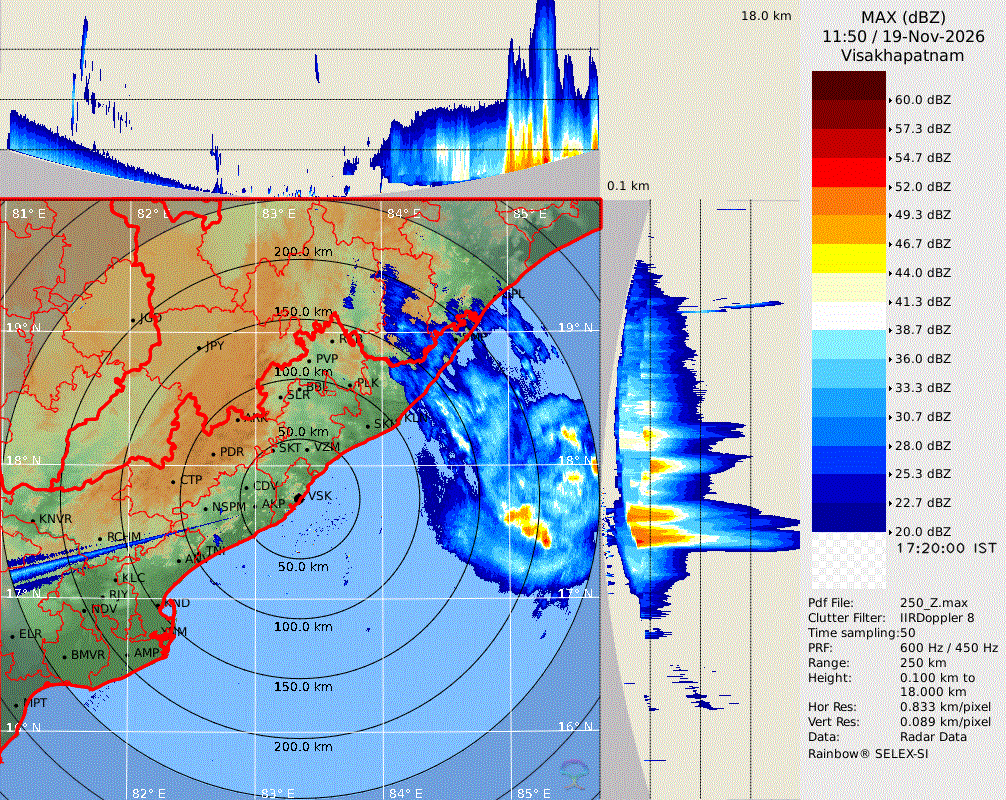 18.0 km
MAX (dBZ)
11:50 / 19-Nov-2026
Visakhapatnam
60.0 dBZ
57.3 dBZ
54.7 dBZ
52.0 dBZ
49.3 dBZ
46.7 dBZ
44.0 dBZ
41.3 dBZ
38.7 dBZ
36.0 dBZ
33.3 dBZ
30.7 dBZ
28.0 dBZ
25.3 dBZ
22.7 dBZ
20.0 dBZ
17:20:00 IST
0.1 km
81° E
82° E
83° E
84° E
85° E
200.0 km
150.0 km
19° N
19° N
JPY
PVP
100.0 km
PLK
SLR
50.0 km
PDR
SKT
VZM
18° N
18° N
CTP
CDV
NSPM
AKP
VSK
KNVR
50.0 km
17° N
17° N
KLC
RJY
NDV
KND
100.0 km
ELR
BMVR
AMP
150.0 km
16° N
16° N
200.0 km
82° E
83° E
84° E
85° E
Pdf File: 250_Z.max
Clutter Filter: IIRDoppler 8
Time sampling:50
PRF: 600 Hz / 450 Hz
Range: 250 km
Height: 0.100 km to
18.000 km
Hor Res: 0.833 km/pixel
Vert Res: 0.089 km/pixel
Data: Radar Data
Rainbow® SELEX-SI